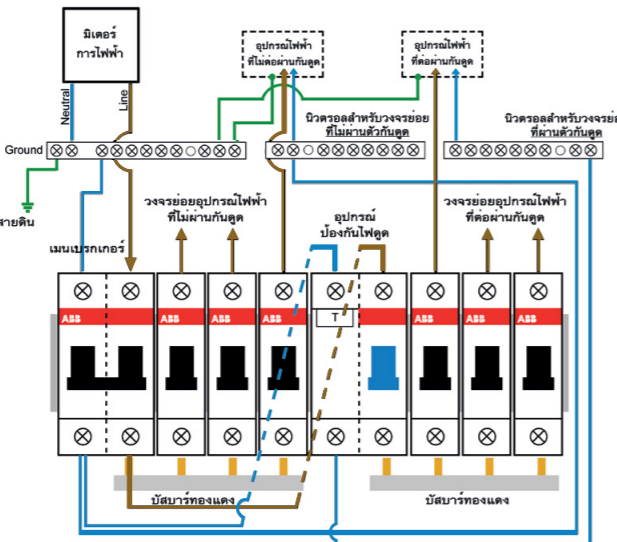 มิเตอร์
การไฟฟ้า
อุปกรณ์ไฟฟ้า
ที่ไม่ต่อผ่านกันดูด
อุปกรณ์ไฟฟ้า
ที่ต่อผ่านกันดูด
Neutral
Line
นิวตรอลสำหรับวงจรย่อย
ที่ไม่ผ่านตัวกันดูด
นิวตรอลสำหรับวงจรย่อย
ที่ผ่านตัวกันดูด
Ground
สายดิน
วงจรย่อยอุปกรณ์ไฟฟ้า
ที่ไม่ผ่านกันดูด
อุปกรณ์
ป้องกันไฟดูด
วงจรย่อยอุปกรณ์ไฟฟ้า
ที่ต่อผ่านกันดูด
เมนเบรกเกอร์
ABB ABB ABB ABB ABB ABB ABB
T
บัสบาร์ทองแดง
บัสบาร์ทองแดง